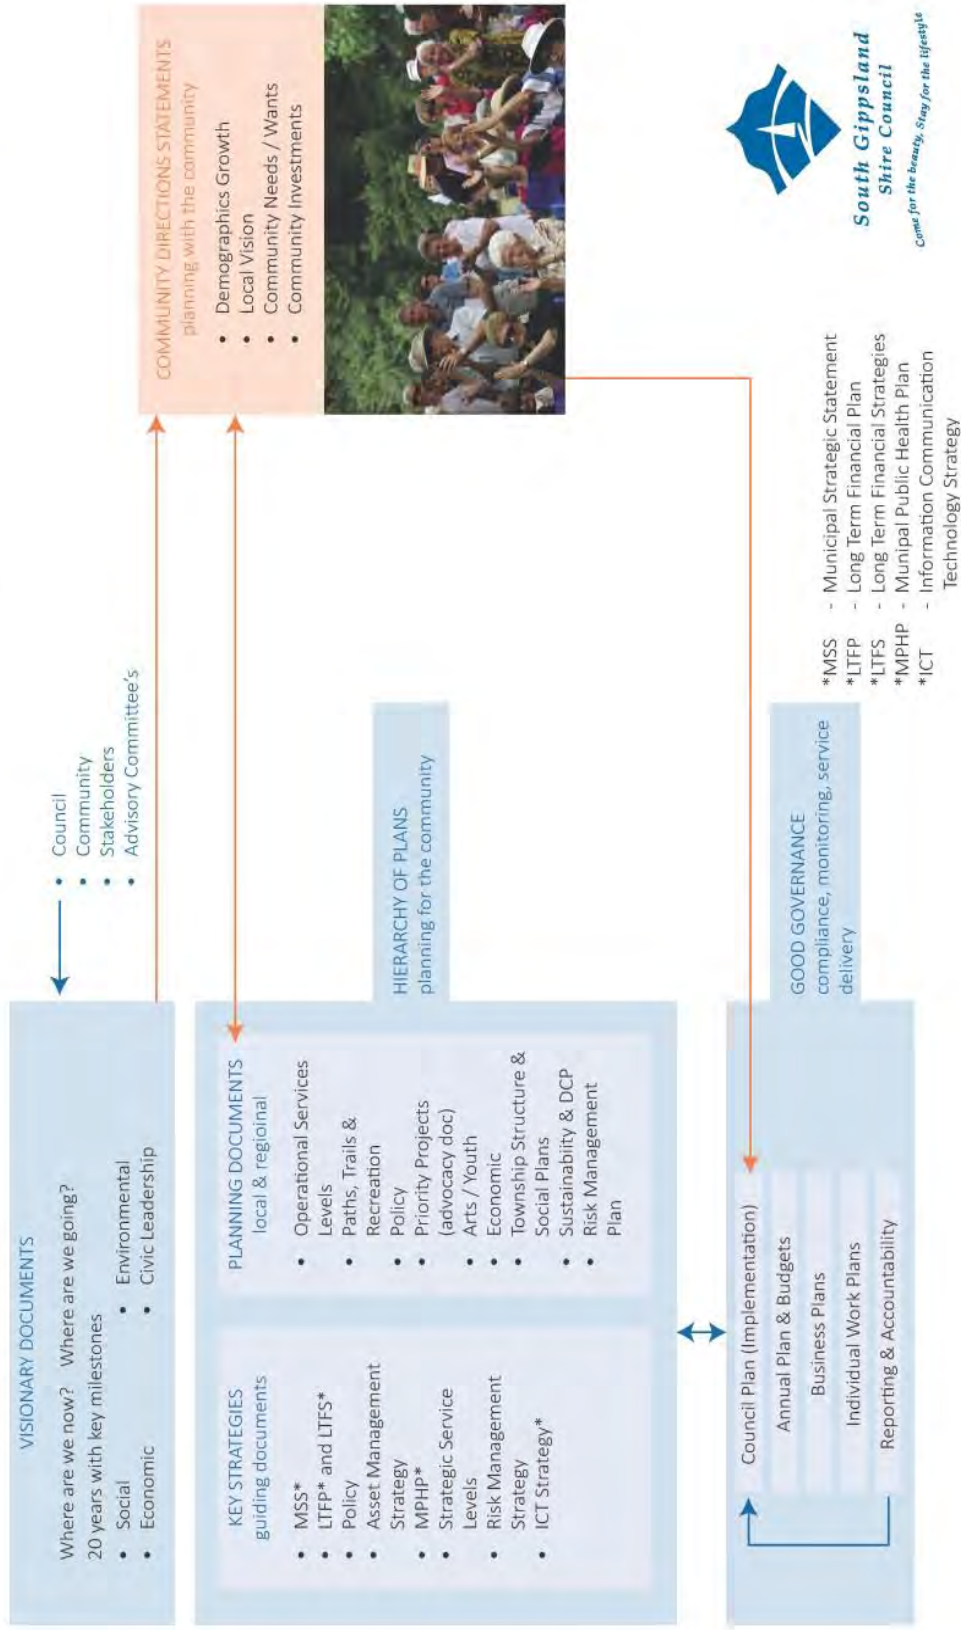 VISIONARY DOCUMENTS
Where are we now? Where are we going?
20 years with key milestones
• Social • Environmental
• Economic • Civic Leadership
• Council
• Community
• Stakeholders
• Advisory Committee's
COMMUNITY DIRECTIONS STATEMENTS
planning with the community
• Demographics Growth
• Local Vision
• Community Needs / Wants
• Community Investments
KEY STRATEGIES
guiding documents
• MSS*
• LTFP* and LTFS*
• Policy
• Asset Management
Strategy
• MPHP*
• Strategic Service
Levels
• Risk Management
Strategy
• ICT Strategy*
PLANNING DOCUMENTS
local & regioinal
• Operational Services
Levels
• Paths, Trails &
Recreation
• Policy
• Priority Projects
(advocacy doc)
• Arts / Youth
• Economic
• Township Structure &
Social Plans
• Sustainabiity & DCP
• Risk Management
Plan
HIERARCHY OF PLANS
planning for the community
Council Plan (Implementation)
Annual Plan & Budgets
Business Plans
Individual Work Plans
Reporting & Accountability
GOOD GOVERNANCE
compliance, monitoring, service
delivery
*MSS - Municipal Strategic Statement
*LTFP - Long Term Financial Plan
*LTFS - Long Term Financial Strategies
*MPHP - Munipal Public Health Plan
*ICT - Information Communication
Technology Strategy
South Gippsland
Shire Council
Come for the beauty, Stay for the lifestyle